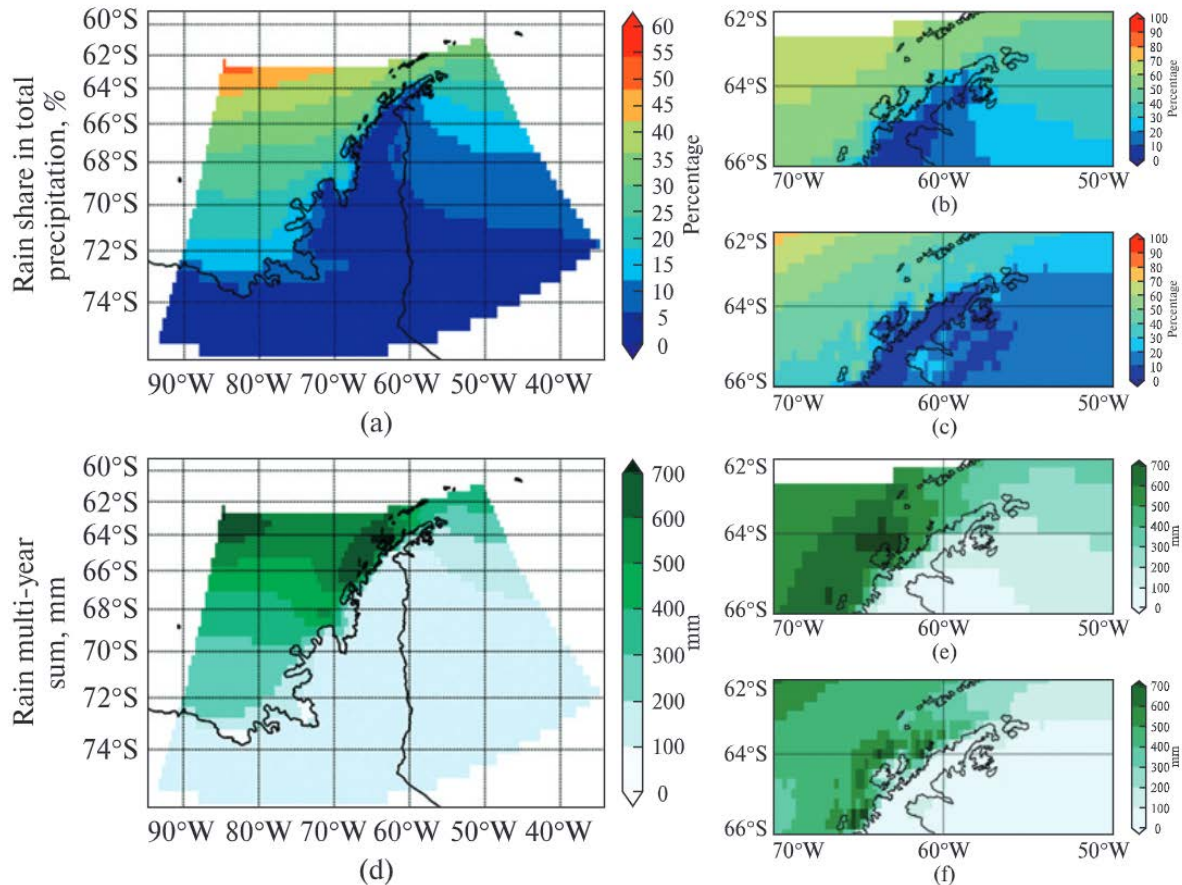 Rain share in total
precipitation, %
60°S
62°S
64°S
66°S
68°S
70°S
72°S
74°S
90°W 80°W 70°W 60°W 50°W 40°W
(a)
60
55
50
45
40
35
30
25
20
15
10
5
0
Percentage
62°S
64°S
66°S
70°W 60°W 50°W
(b)
100
90
80
70
60
50
40
30
20
10
0
Percentage
62°S
64°S
66°S
70°W 60°W 50°W
(c)
100
90
80
70
60
50
40
30
20
10
0
Percentage
Rain multi-year
sum, mm
60°S
62°S
64°S
66°S
68°S
70°S
72°S
74°S
90°W 80°W 70°W 60°W 50°W 40°W
(d)
700
600
500
400
300
200
100
0
mm
62°S
64°S
66°S
70°W 60°W 50°W
(e)
700
600
500
400
300
200
100
0
mm
62°S
64°S
66°S
70°W 60°W 50°W
(f)
700
600
500
400
300
200
100
0
mm